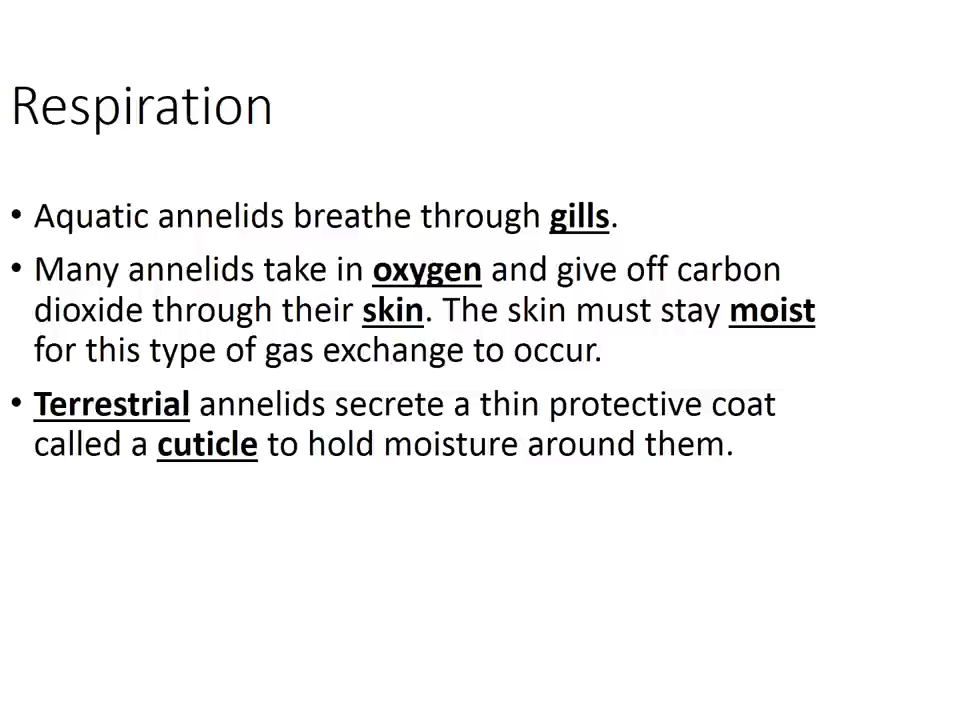 Respiration
• Aquatic annelids breathe through gills.
• Many annelids take in oxygen and give off carbon
dioxide through their skin. The skin must stay moist
for this type of gas exchange to occur.
• Terrestrial annelids secrete a thin protective coat
called a cuticle to hold moisture around them.